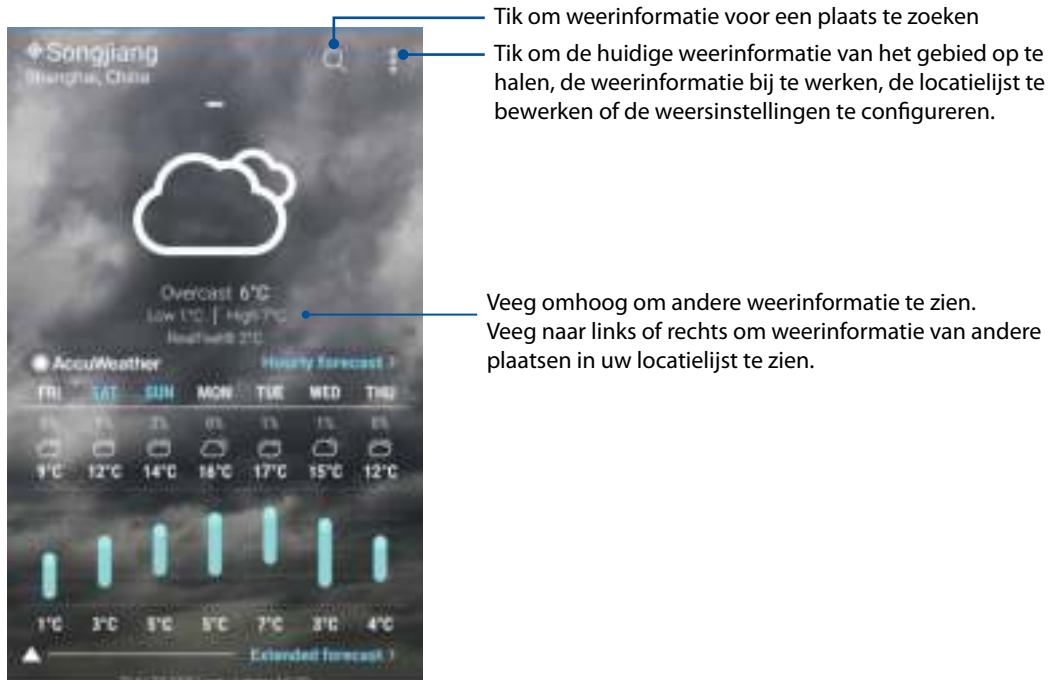 Tik om weerinformatie voor een plaats te zoeken
Tik om de huidige weerinformatie van het gebied op te
halen, de weerinformatie bij te werken, de locatielijst te
bewerken of de weersinstellingen te configureren.
Songjiang
Shanghai, China
Overcast 6°C
Low 1°C | High 7°C
RealFeel® 2°C
Veeg omhoog om andere weerinformatie te zien.
Veeg naar links of rechts om weerinformatie van andere
plaatsen in uw locatielijst te zien.
AccuWeather Hourly forecast >
FRI SAT SUN MON TUE WED THU
9°C 12°C 14°C 16°C 17°C 15°C 12°C
1°C 3°C 5°C 5°C 7°C 3°C 4°C
Extended forecast >